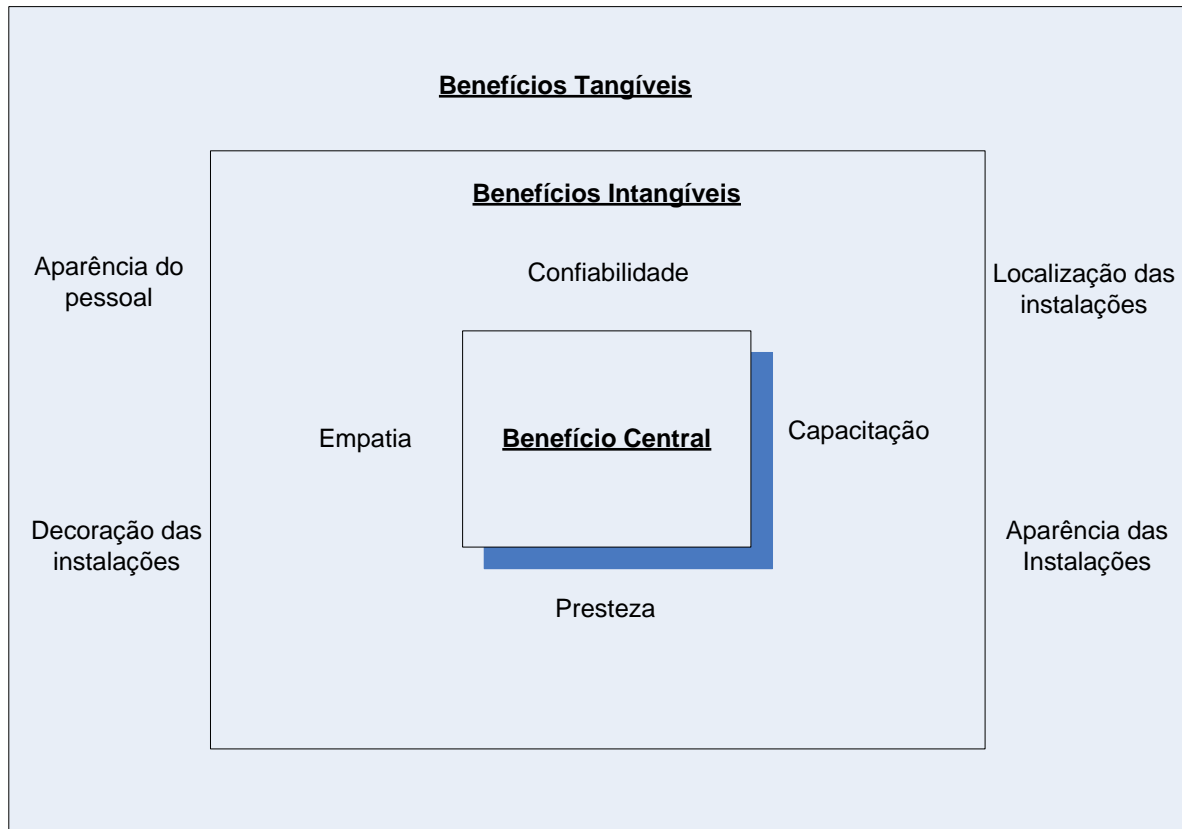 Benefícios Tangíveis
Benefícios Intangíveis
Aparência do
pessoal
Confiabilidade
Localização das
instalações
Empatia
Benefício Central
Capacitação
Decoração das
instalações
Aparência das
Instalações
Presteza